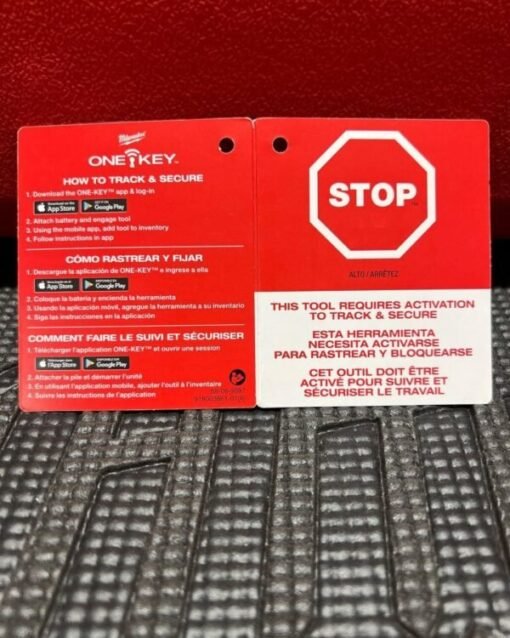 Milwaukee
ONE-KEY™
HOW TO TRACK & SECURE
1. Download the ONE-KEY™ app & log-in
Download on the App Store
GET IT ON Google Play
2. Attach battery and engage tool
3. Using the mobile app, add tool to inventory
4. Follow instructions in app
CÓMO RASTREAR Y FIJAR
1. Descargue la aplicación de ONE-KEY™ e ingrese a ella
App Store
Google Play
2. Coloque la batería y encienda la herramienta
3. Usando la aplicación móvil, agregue la herramienta a su inventario
4. Siga las instrucciones en la aplicación
COMMENT FAIRE LE SUIVI ET SÉCURISER
1. Télécharger l'application ONE-KEY™ et ouvrir une session
l'App Store
Google Play
2. Attacher la pile et démarrer l'unité
3. En utilisant l'application mobile, ajouter l'outil à l'inventaire
4. Suivre les instructions de l'application
STOP
ALTO / ARRÊTEZ
THIS TOOL REQUIRES ACTIVATION
TO TRACK & SECURE
ESTA HERRAMIENTA
NECESITA ACTIVARSE
PARA RASTREAR Y BLOQUEARSE
CET OUTIL DOIT ÊTRE
ACTIVÉ POUR SUIVRE ET
SÉCURISER LE TRAVAIL